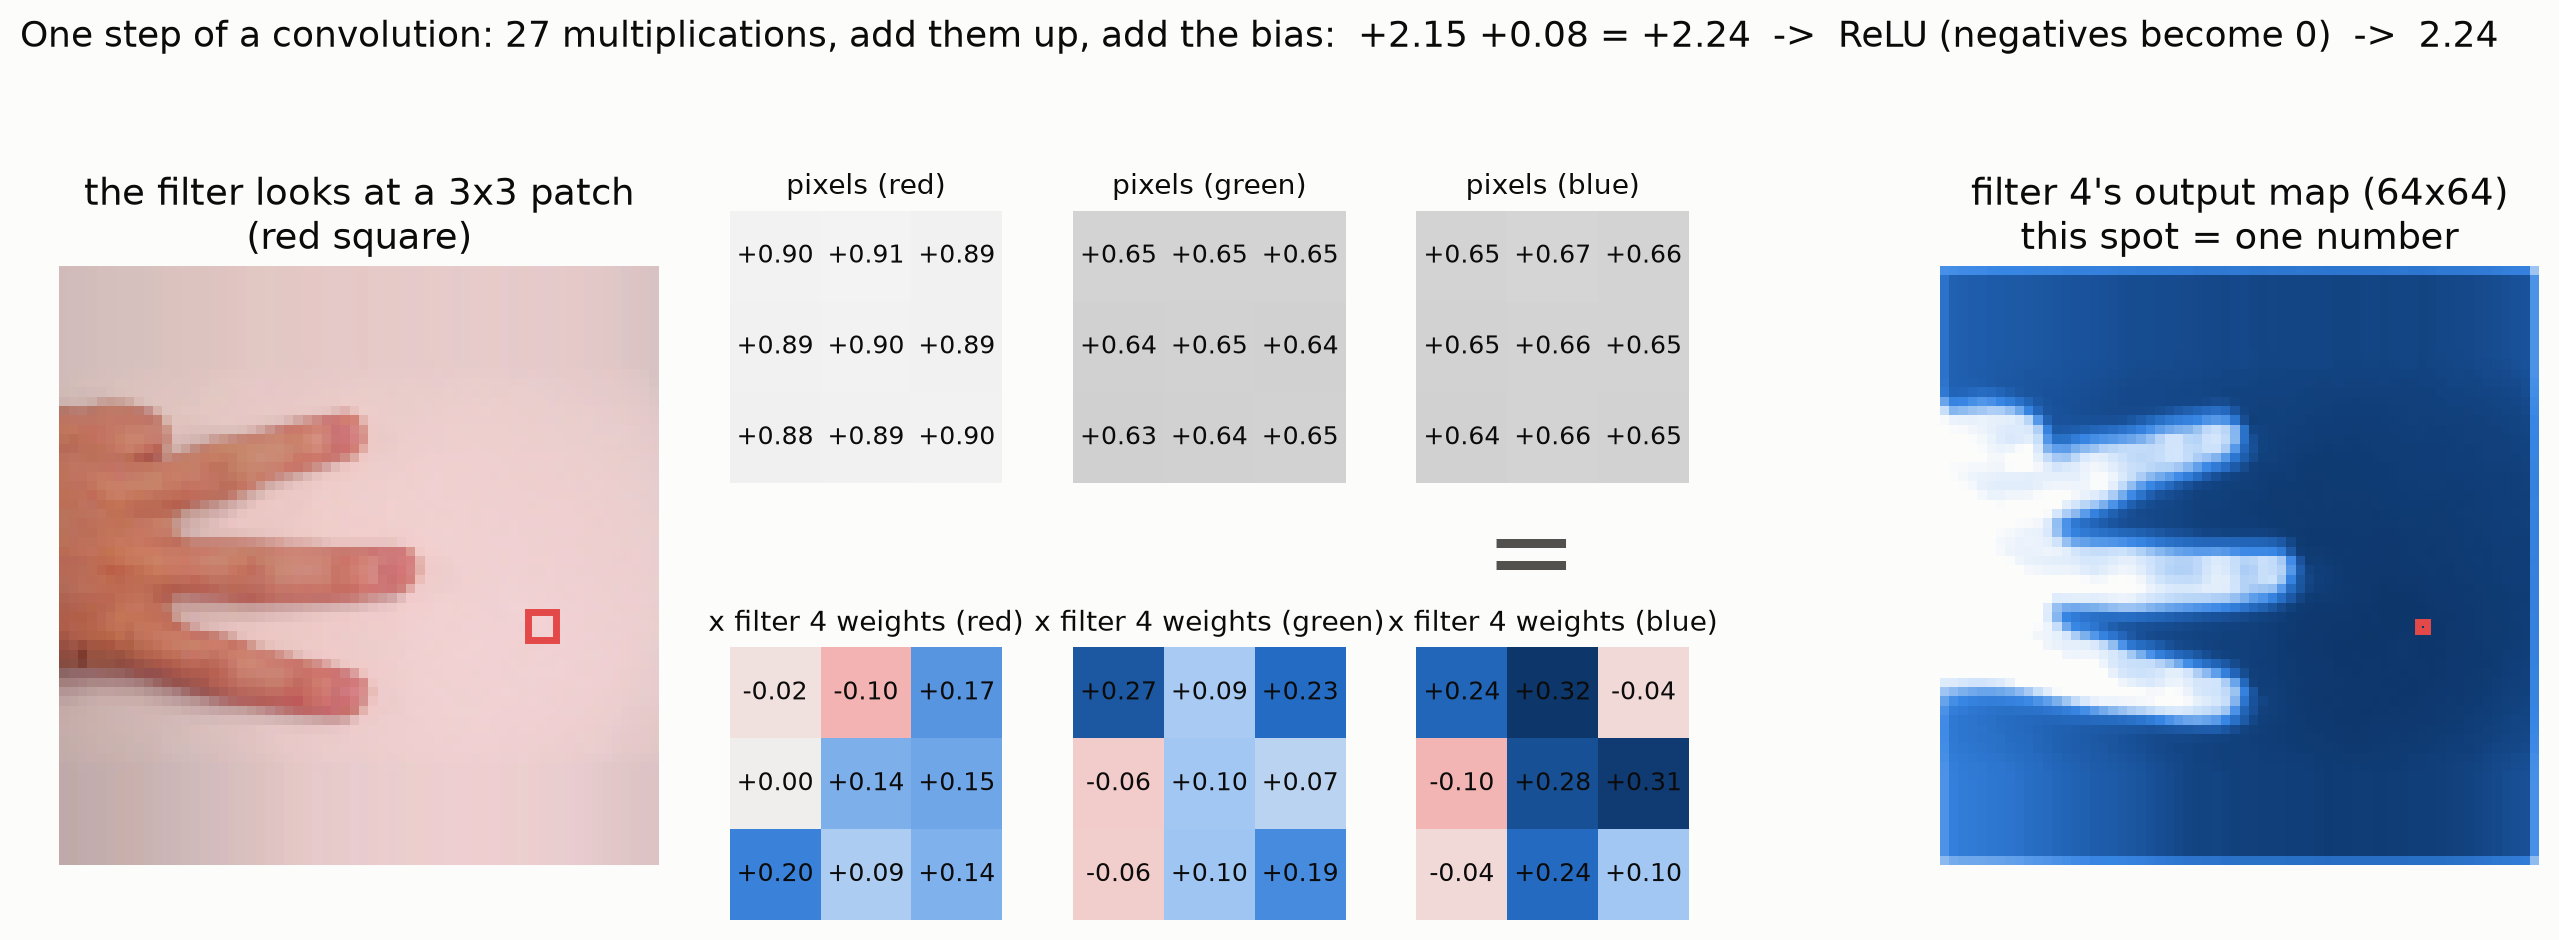 One step of a convolution: 27 multiplications, add them up, add the bias:  +2.15 +0.08 = +2.24  ->  ReLU (negatives become 0)  ->  2.24
the filter looks at a 3x3 patch
(red square)
pixels (red)
+0.90 +0.91 +0.89
+0.89 +0.90 +0.89
+0.88 +0.89 +0.90
pixels (green)
+0.65 +0.65 +0.65
+0.64 +0.65 +0.64
+0.63 +0.64 +0.65
pixels (blue)
+0.65 +0.67 +0.66
+0.65 +0.66 +0.65
+0.64 +0.66 +0.65
=
x filter 4 weights (red)
-0.02 -0.10 +0.17
+0.00 +0.14 +0.15
+0.20 +0.09 +0.14
x filter 4 weights (green)
+0.27 +0.09 +0.23
-0.06 +0.10 +0.07
-0.06 +0.10 +0.19
x filter 4 weights (blue)
+0.24 +0.32 -0.04
-0.10 +0.28 +0.31
-0.04 +0.24 +0.10
filter 4's output map (64x64)
this spot = one number